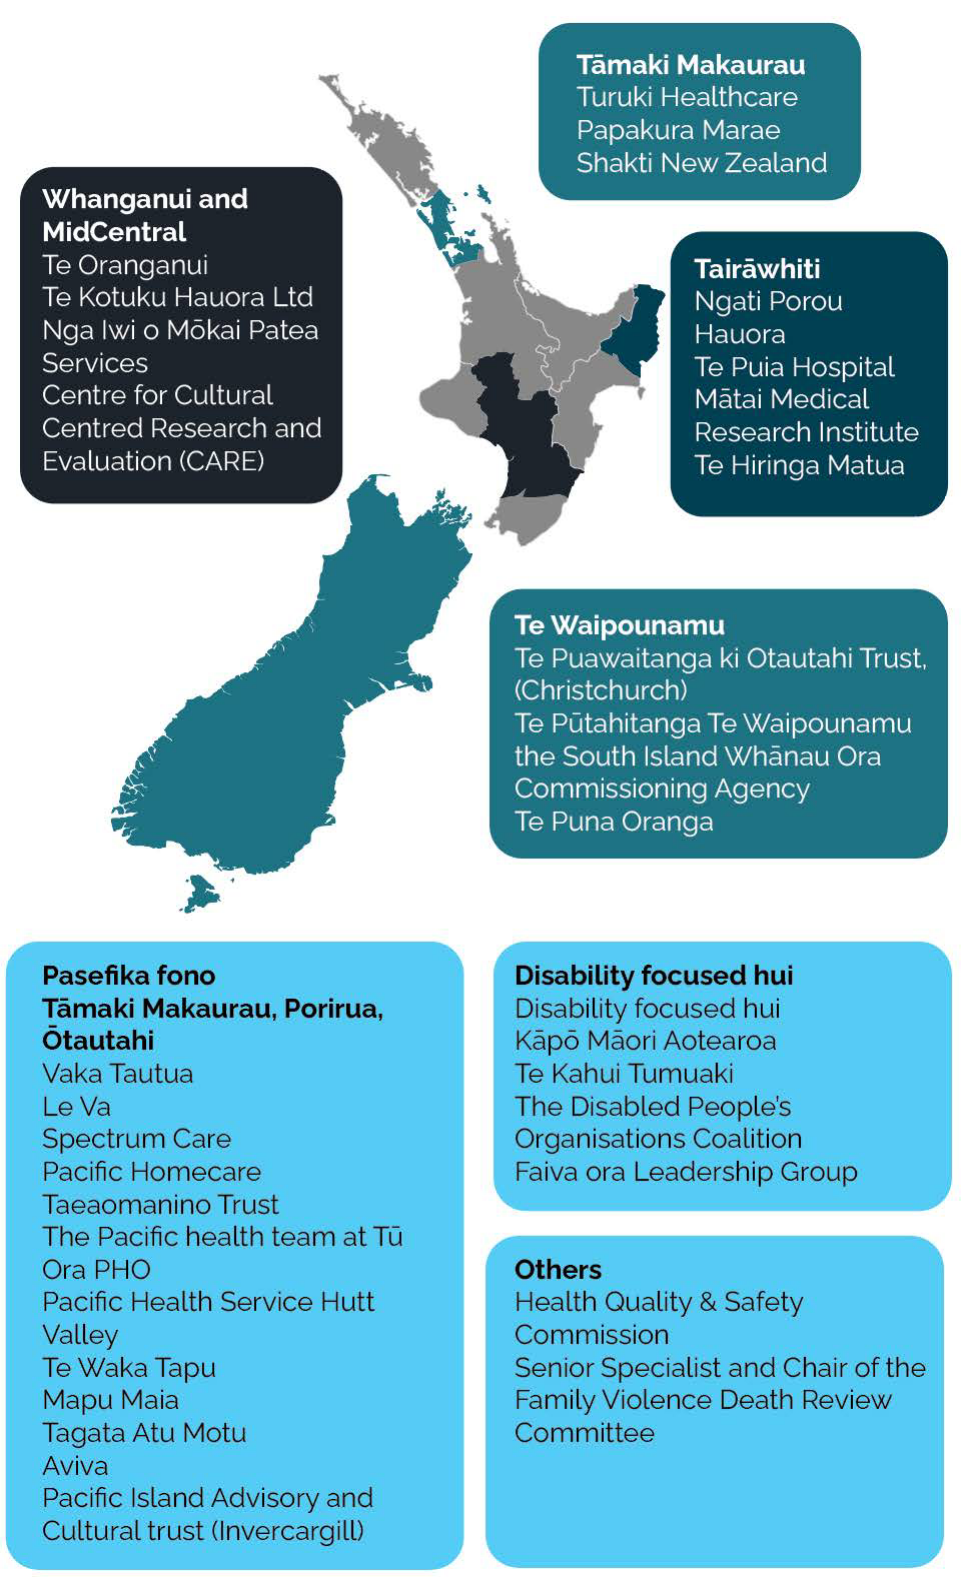 Tāmaki Makaurau
Turuki Healthcare
Papakura Marae
Shakti New Zealand
Whanganui and
MidCentral
Te Oranganui
Te Kotuku Hauora Ltd
Nga Iwi o Mōkai Patea
Services
Centre for Cultural
Centred Research and
Evaluation (CARE)
Tairāwhiti
Ngati Porou
Hauora
Te Puia Hospital
Mātai Medical
Research Institute
Te Hiringa Matua
Te Waipounamu
Te Puawaitanga ki Otautahi Trust,
(Christchurch)
Te Pūtahitanga Te Waipounamu
the South Island Whānau Ora
Commissioning Agency
Te Puna Oranga
Pasefika fono
Tāmaki Makaurau, Porirua,
Ōtautahi
Vaka Tautua
Le Va
Spectrum Care
Pacific Homecare
Taeaomanino Trust
The Pacific health team at Tū
Ora PHO
Pacific Health Service Hutt
Valley
Te Waka Tapu
Mapu Maia
Tagata Atu Motu
Aviva
Pacific Island Advisory and
Cultural trust (Invercargill)
Disability focused hui
Disability focused hui
Kāpō Māori Aotearoa
Te Kahui Tumuaki
The Disabled People's
Organisations Coalition
Faiva ora Leadership Group
Others
Health Quality & Safety
Commission
Senior Specialist and Chair of the
Family Violence Death Review
Committee